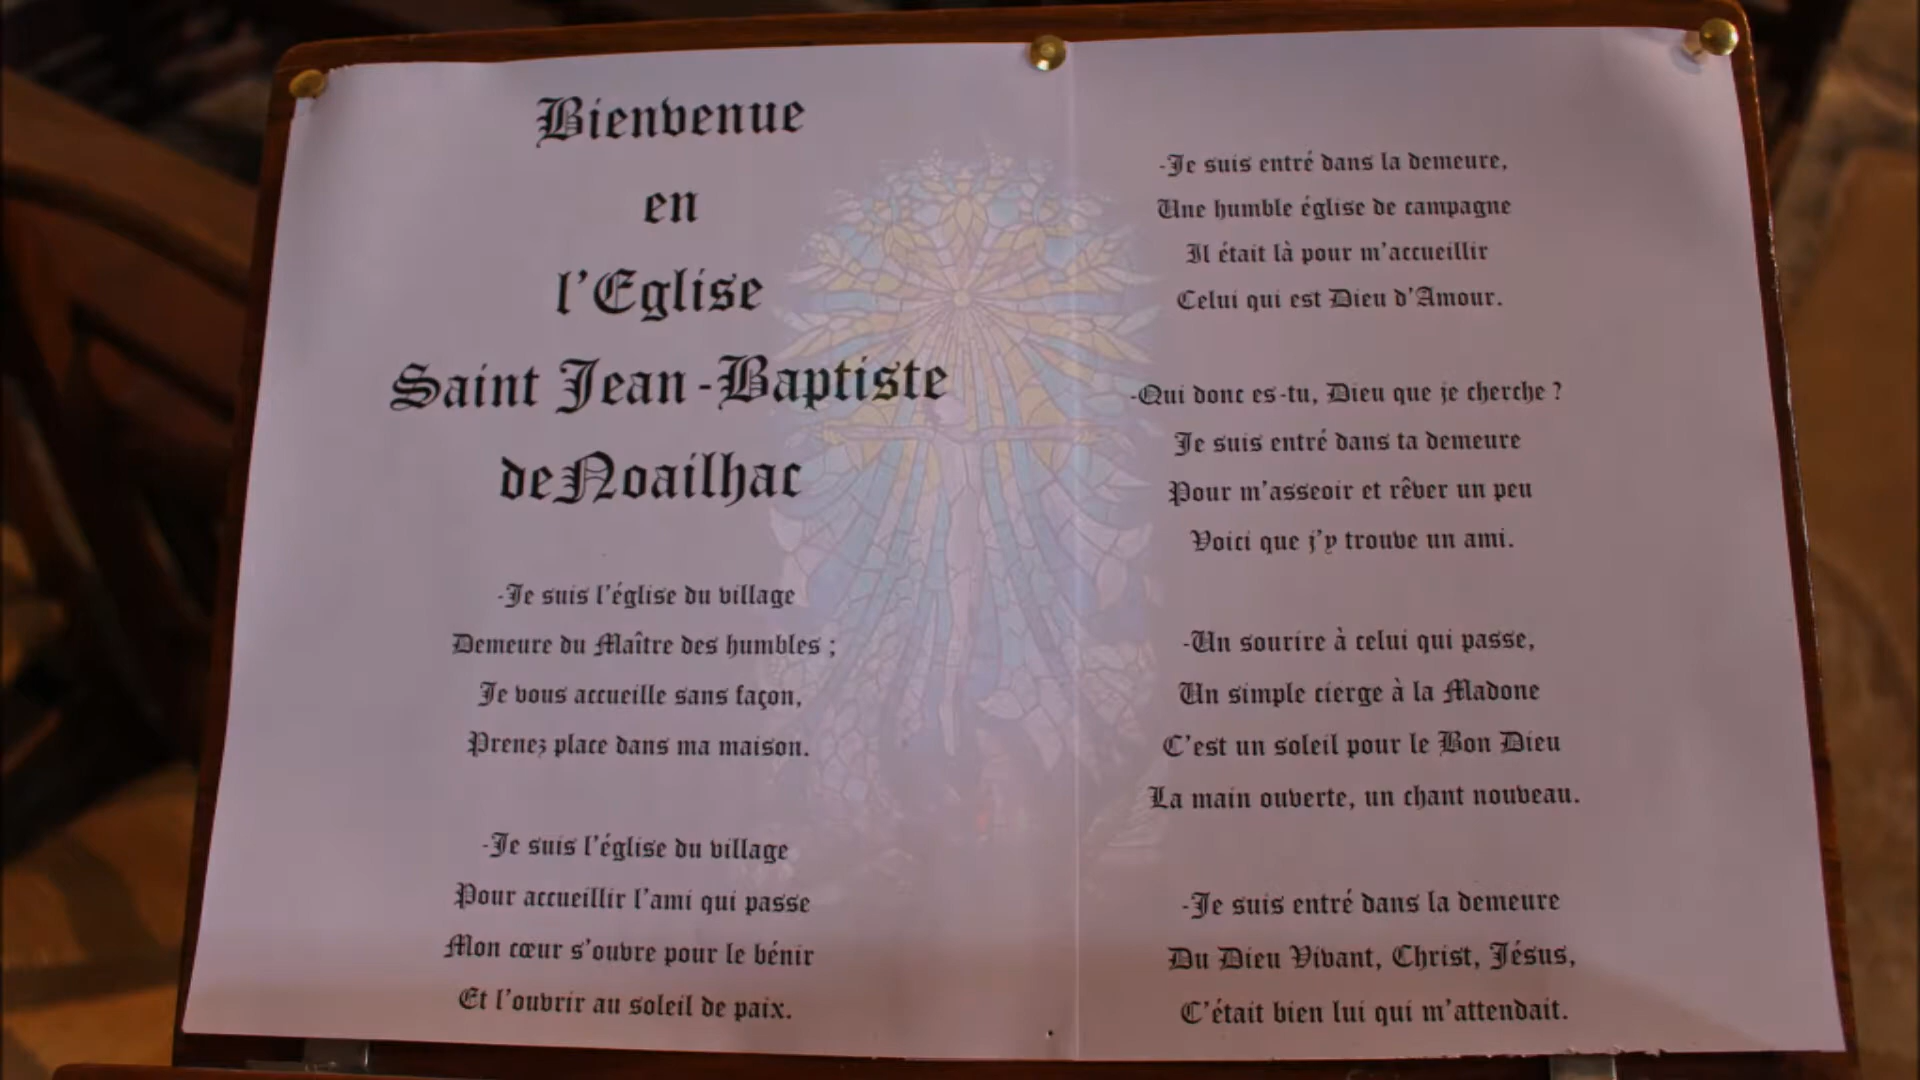 Bienvenue
en
l'Eglise
Saint Jean-Baptiste
deNoailhac
-Je suis l'église du village
Demeure du Maître des humbles ;
Je vous accueille sans façon,
Prenez place dans ma maison.
-Je suis l'église du village
Pour accueillir l'ami qui passe
Mon cœur s'ouvre pour le bénir
Et l'ouvrir au soleil de paix.
-Je suis entré dans la demeure,
Une humble église de campagne
Il était là pour m'accueillir
Celui qui est Dieu d'Amour.
-Qui donc es-tu, Dieu que je cherche ?
Je suis entré dans ta demeure
Pour m'asseoir et rêver un peu
Voici que j'y trouve un ami.
-Un sourire à celui qui passe,
Un simple cierge à la Madone
C'est un soleil pour le Bon Dieu
La main ouverte, un chant nouveau.
-Je suis entré dans la demeure
Du Dieu Vivant, Christ, Jésus,
C'était bien lui qui m'attendait.